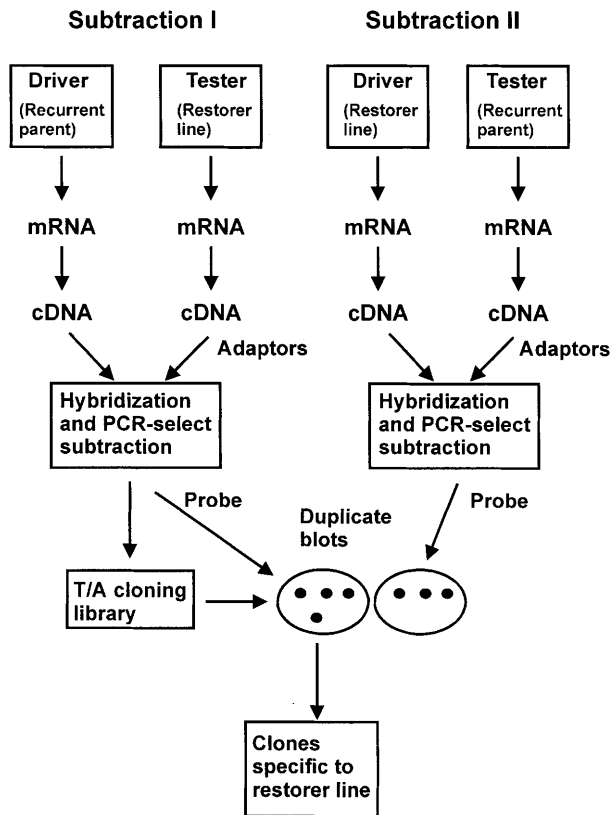 Subtraction I
Subtraction II
Driver
(Recurrent
parent)
Tester
(Restorer
line)
Driver
(Restorer
line)
Tester
(Recurrent
parent)
mRNA
mRNA
mRNA
mRNA
cDNA
cDNA
cDNA
cDNA
Adaptors
Adaptors
Hybridization
and PCR-select
subtraction
Hybridization
and PCR-select
subtraction
Probe
Duplicate
blots
Probe
T/A cloning
library
Clones
specific to
restorer line